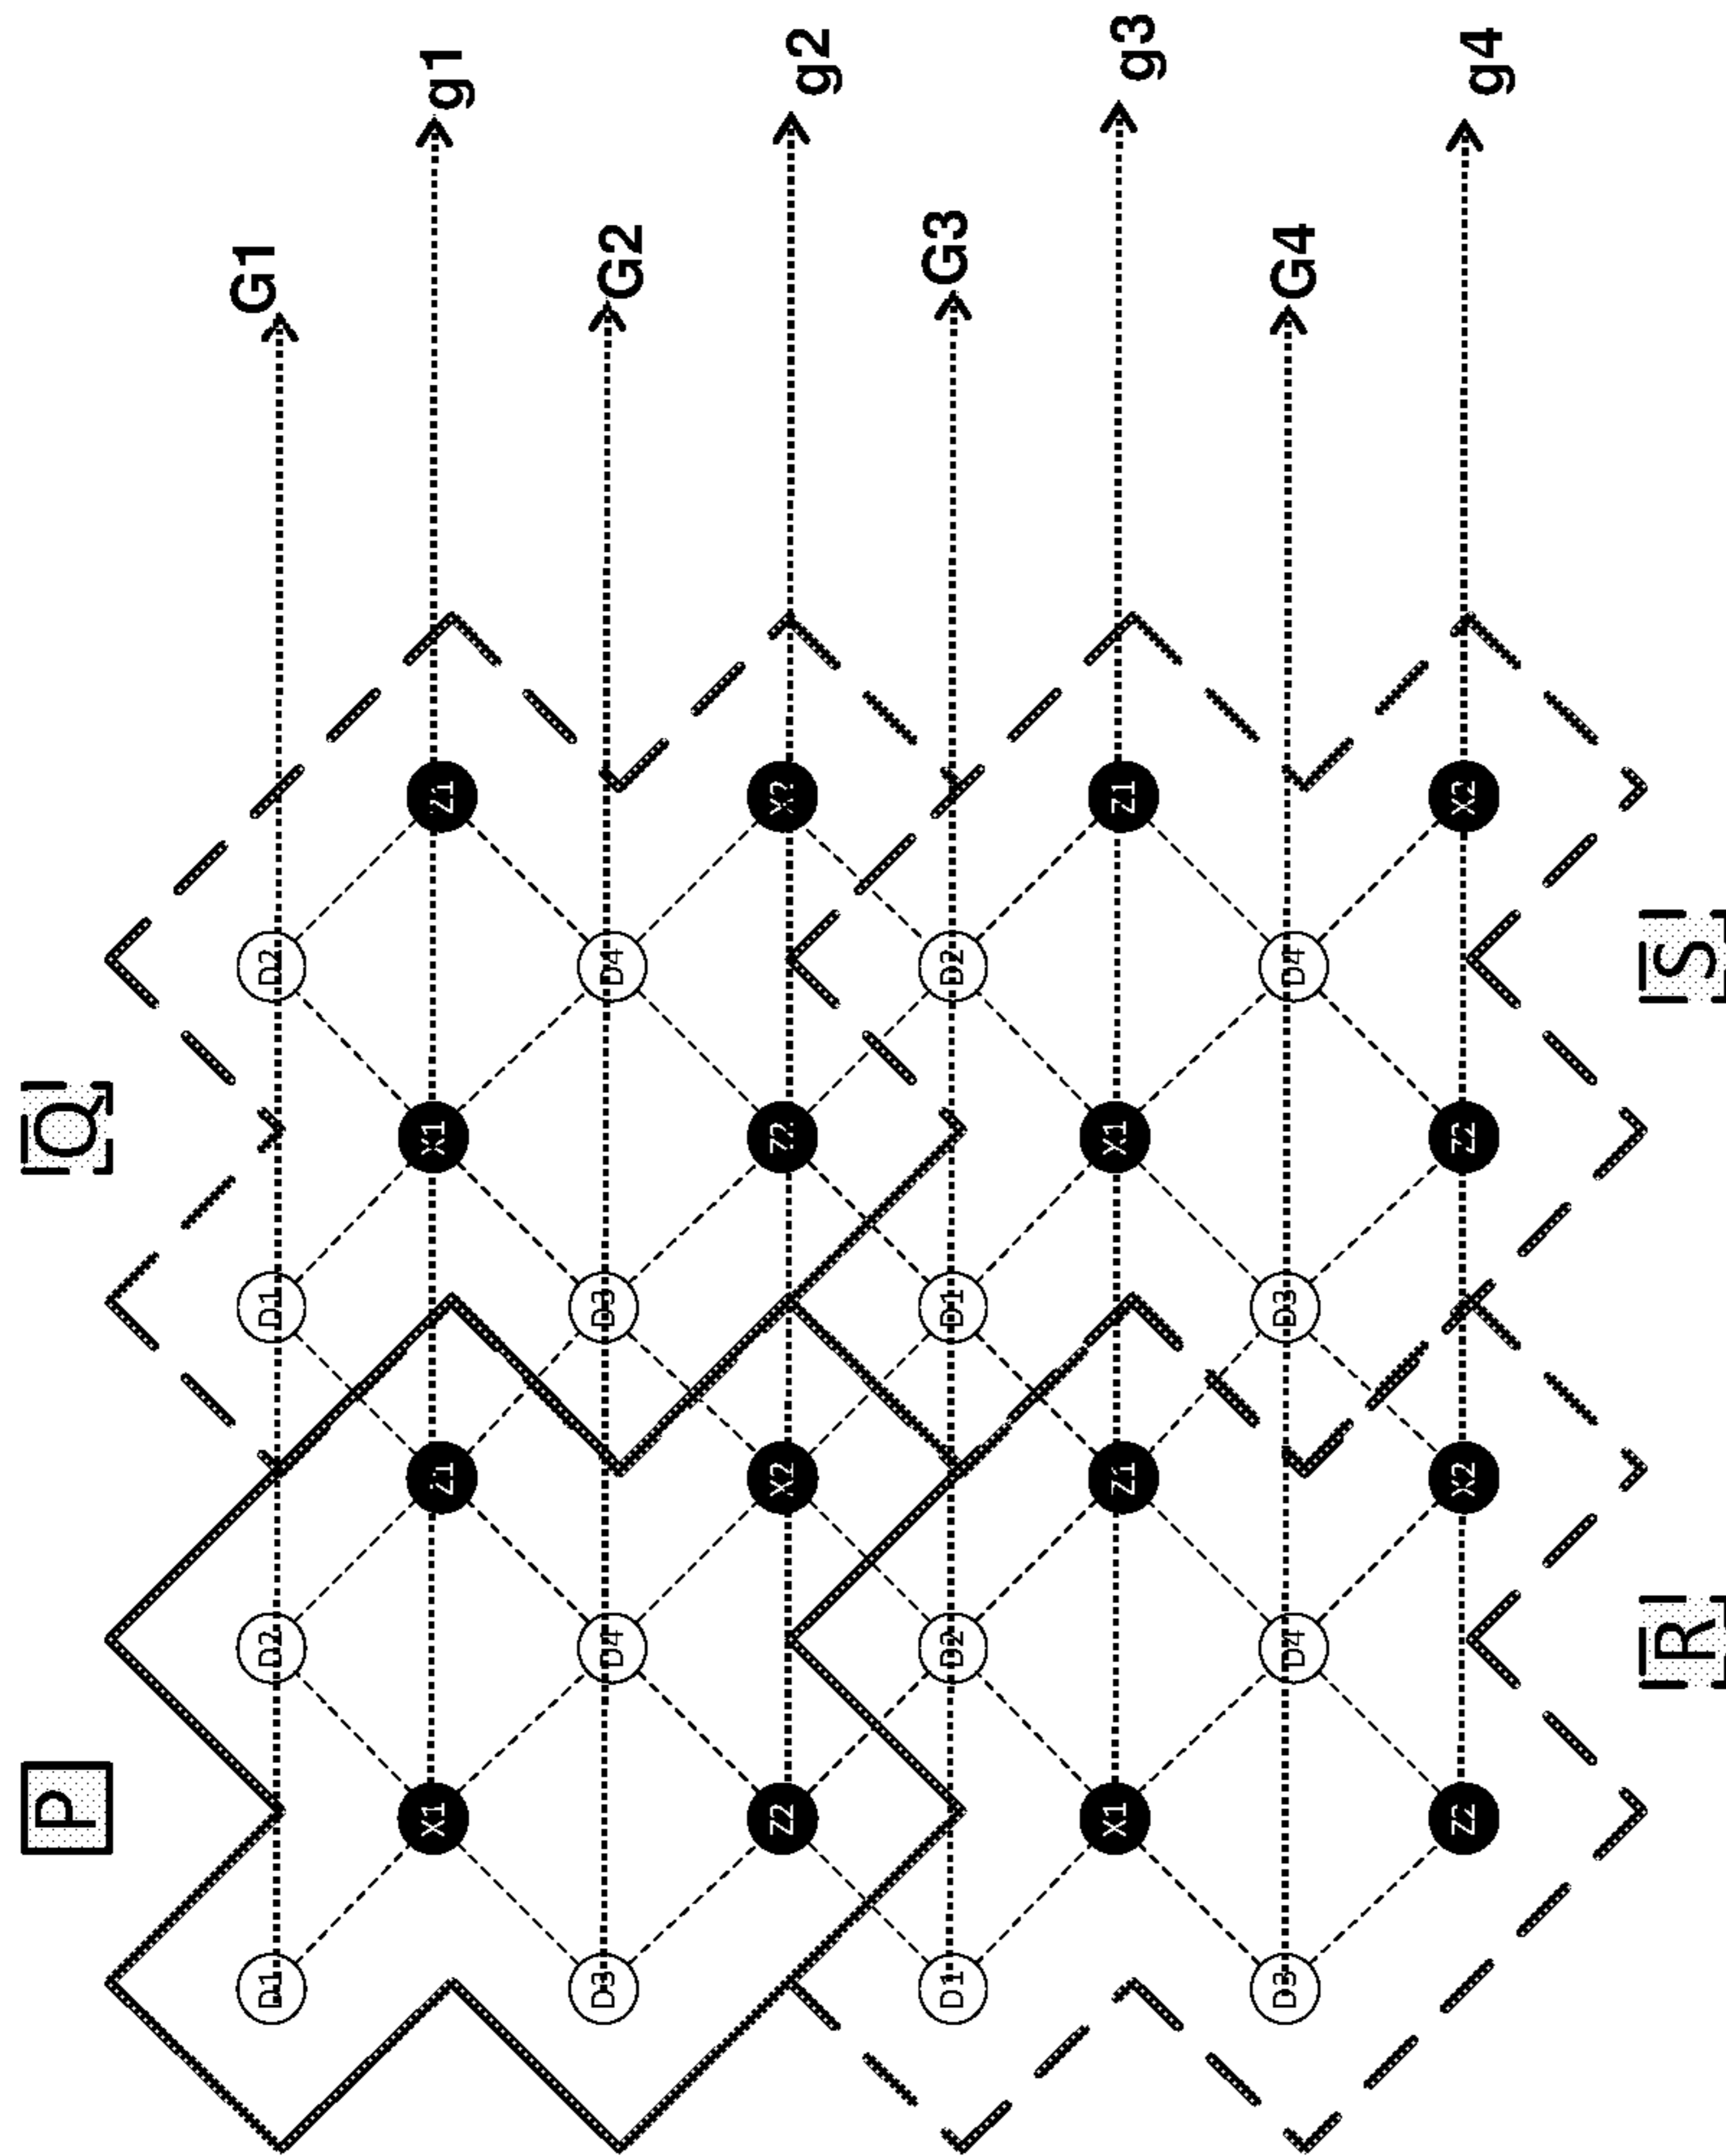 P Q
D1 D2 D1 D2 G1
X1 Z1 X1 Z1 g1
D3 D4 D3 D4 G2
Z2 X2 Z2 X2 g2
D1 D2 D1 D2 G3
X1 Z1 X1 Z1 g3
D3 D4 D3 D4 G4
Z2 X2 Z2 X2 g4
R S